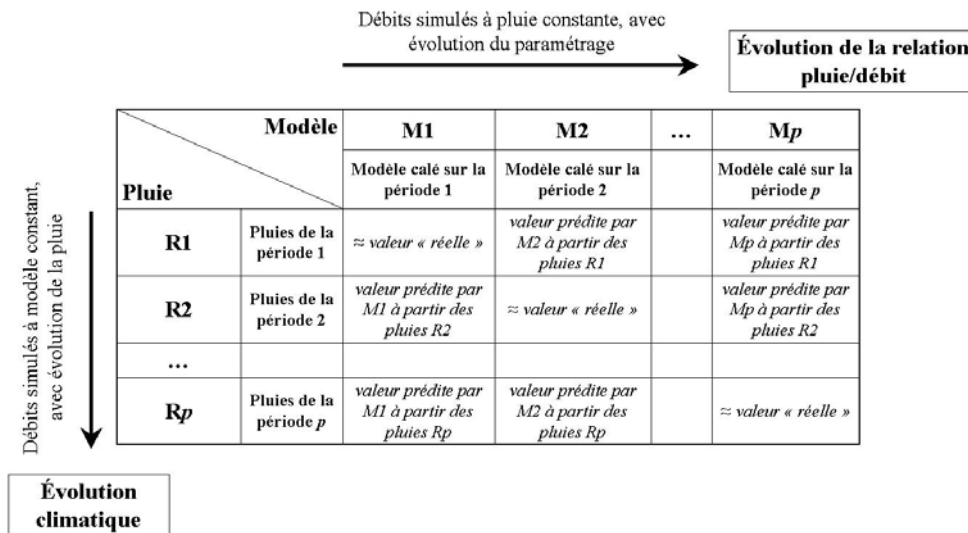 Débits simulés à pluie constante, avec
évolution du paramétrage
Évolution de la relation
pluie/débit
Modèle
Pluie
M1
M2
...
Mp
Modèle calé sur la
période 1
Modèle calé sur la
période 2
Modèle calé sur la
période p
R1
Pluies de la
période 1
≈ valeur « réelle »
valeur prédite par
M2 à partir des
pluies R1
valeur prédite par
Mp à partir des
pluies R1
R2
Pluies de la
période 2
valeur prédite par
M1 à partir des
pluies R2
≈ valeur « réelle »
valeur prédite par
Mp à partir des
pluies R2
...
Rp
Pluies de la
période p
valeur prédite par
M1 à partir des
pluies Rp
valeur prédite par
M2 à partir des
pluies Rp
≈ valeur « réelle »
Débits simulés à modèle constant,
avec évolution de la pluie
Évolution
climatique